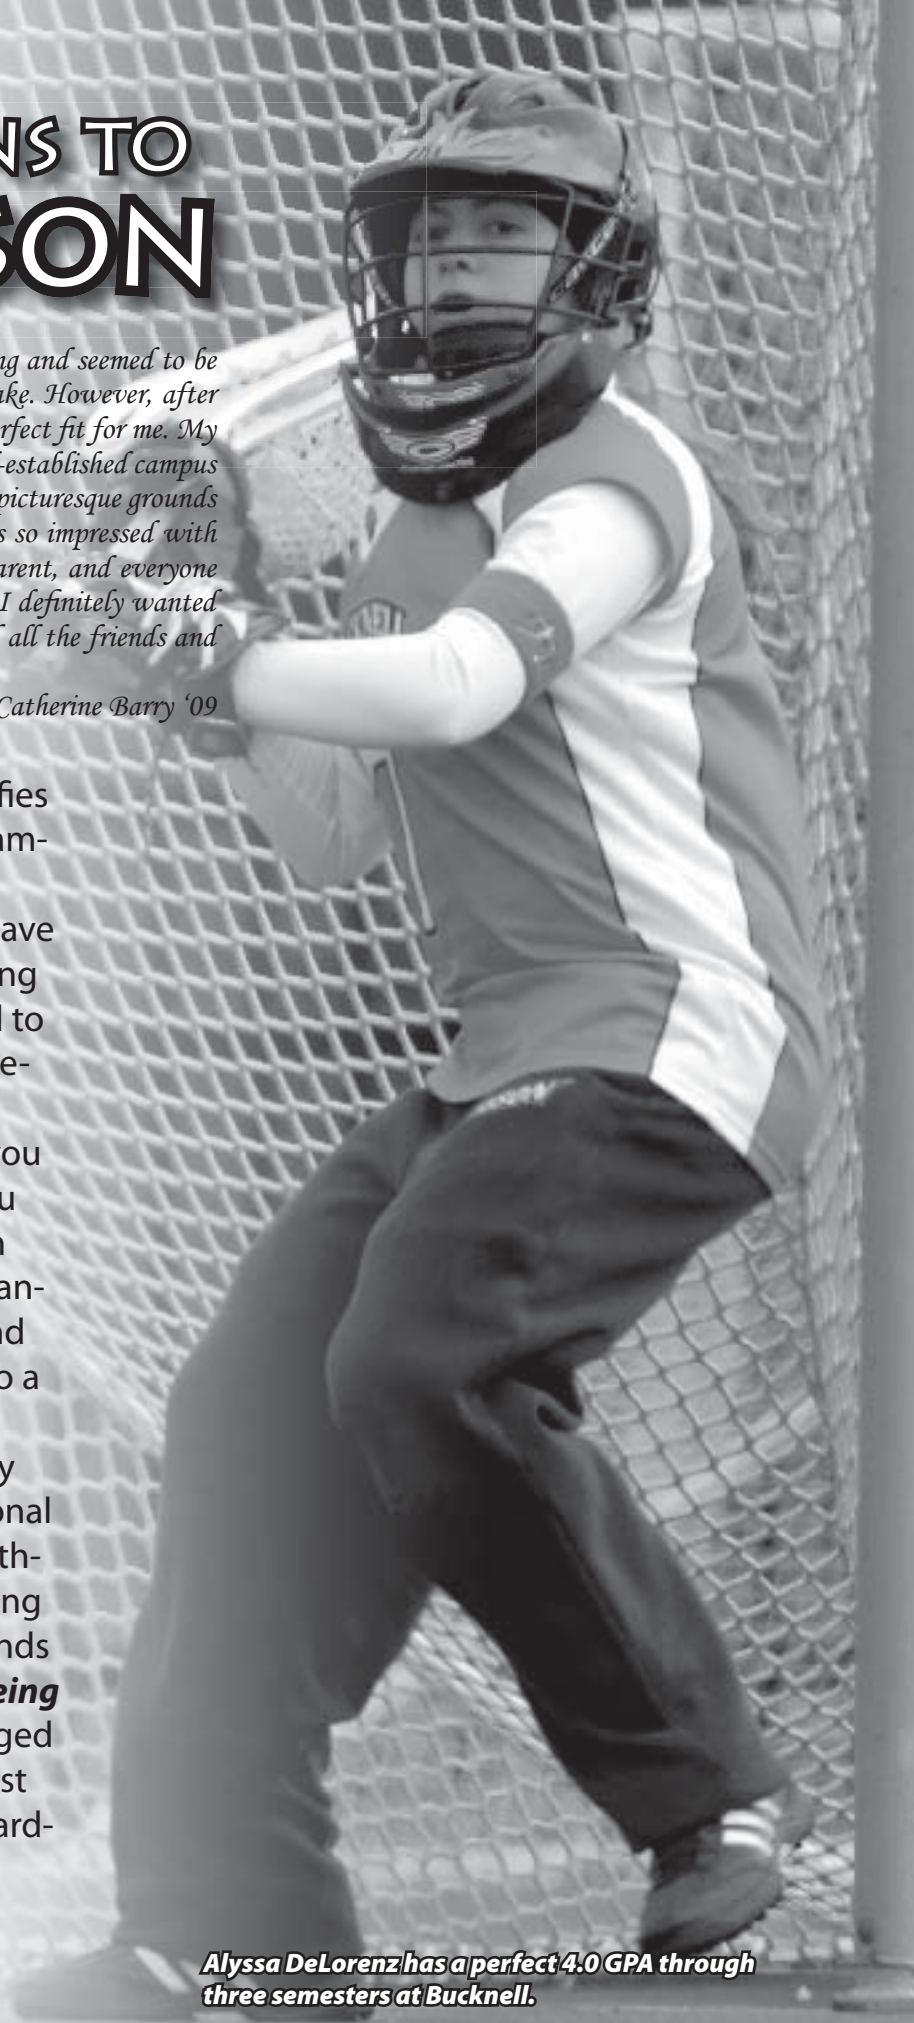 NS TO
SON
ng and seemed to be
ake. However, after
rfect fit for me. My
-established campus
picturesque grounds
s so impressed with
arent, and everyone
I definitely wanted
all the friends and
Catherine Barry ‘09
fies
am-
ave
ng
to
e-
ou
u
n
an-
nd
o a
y
onal
th-
ng
nds
eing
ged
st
ard-
Alyssa DeLorenz has a perfect 4.0 GPA through
three semesters at Bucknell.